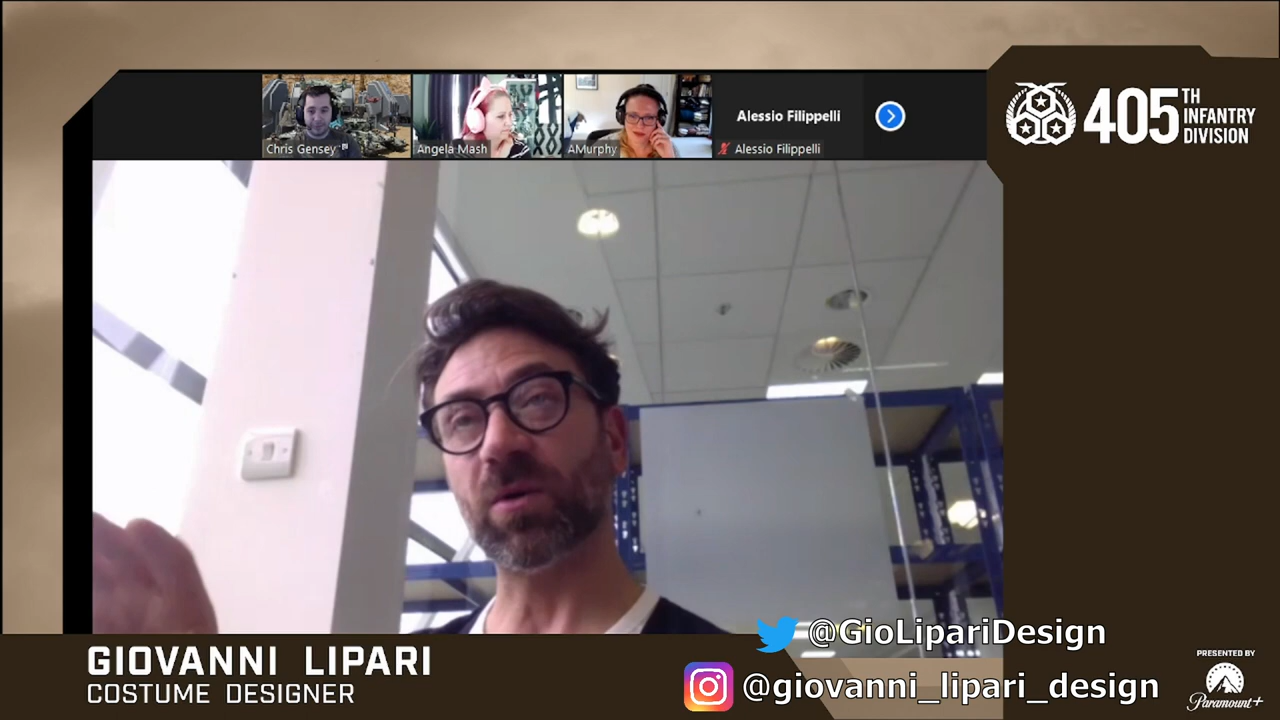 Alessio Filippelli
Chris Gensey
Angela Mash
AMurphy
Alessio Filippelli
405TH
INFANTRY
DIVISION
GIOVANNI LIPARI
COSTUME DESIGNER
@GioLipariDesign
@giovanni_lipari_design
PRESENTED BY
Paramount+